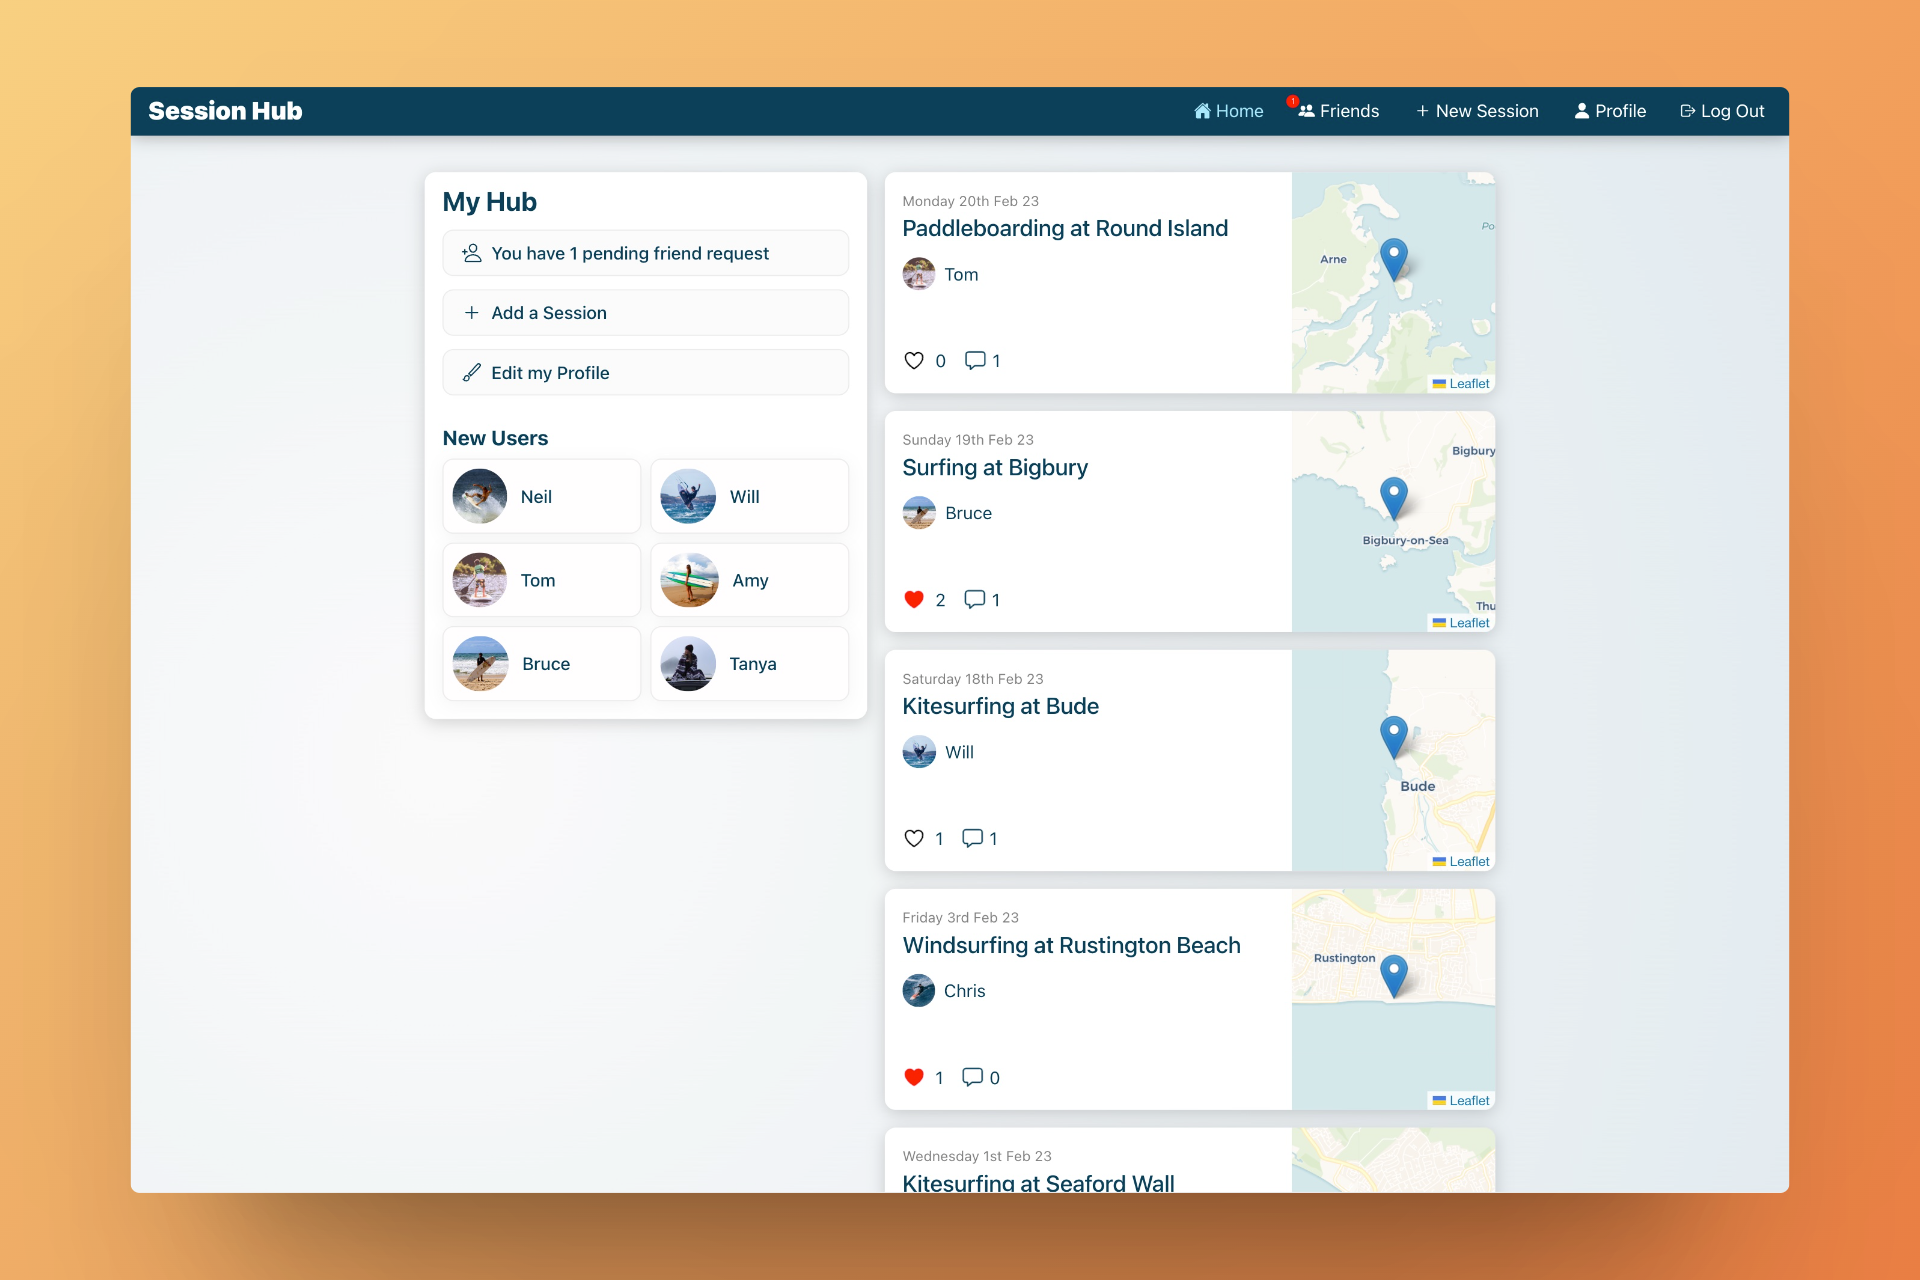 Session Hub
Home
1
Friends
New Session
Profile
Log Out
My Hub
You have 1 pending friend request
Add a Session
Edit my Profile
New Users
Neil
Will
Tom
Amy
Bruce
Tanya
Monday 20th Feb 23
Paddleboarding at Round Island
Tom
0
1
Arne
Po
Leaflet
Sunday 19th Feb 23
Surfing at Bigbury
Bruce
2
1
Bigbury
Bigbury-on-Sea
Thu
Leaflet
Saturday 18th Feb 23
Kitesurfing at Bude
Will
1
1
Bude
Leaflet
Friday 3rd Feb 23
Windsurfing at Rustington Beach
Chris
1
0
Rustington
Leaflet
Wednesday 1st Feb 23
Kitesurfing at Seaford Wall